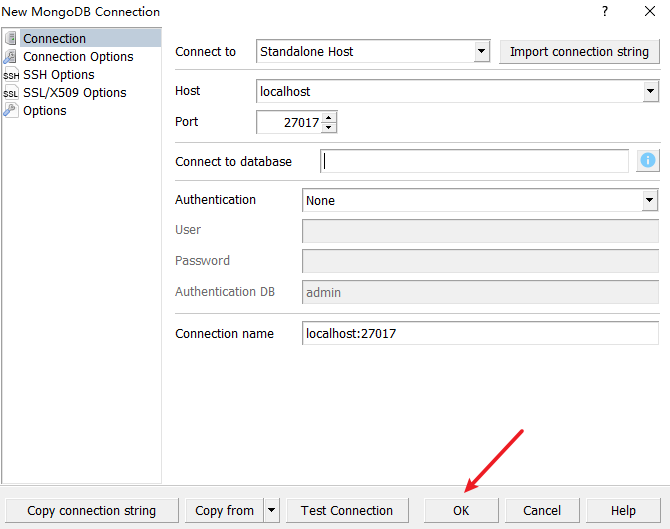 New MongoDB Connection
?
Connection
Connection Options
SSH SSH Options
SSL SSL/X509 Options
Options
Connect to Standalone Host Import connection string
Host localhost
Port 27017
Connect to database
Authentication None
User
Password
Authentication DB admin
Connection name localhost:27017
Copy connection string Copy from Test Connection OK Cancel Help